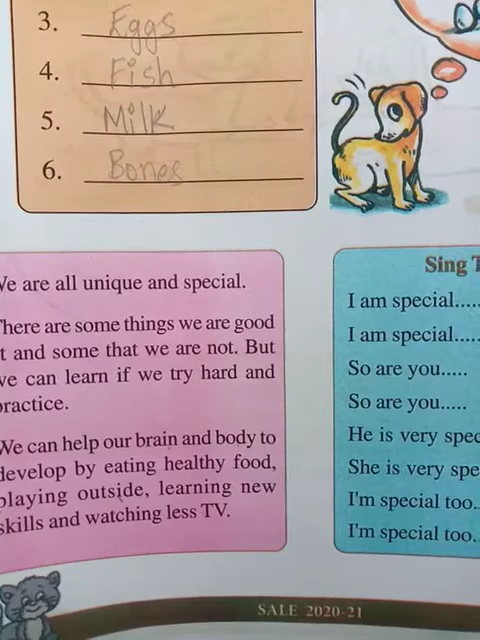 3. Eggs
4. Fish
5. Milk
6. Bones
We are all unique and special.
There are some things we are good
at and some that we are not. But
we can learn if we try hard and
practice.
We can help our brain and body to
develop by eating healthy food,
playing outside, learning new
skills and watching less TV.
Sing T
I am special.....
I am special.....
So are you.....
So are you.....
He is very spec
She is very spe
I'm special too..
I'm special too..
SALE 2020-21